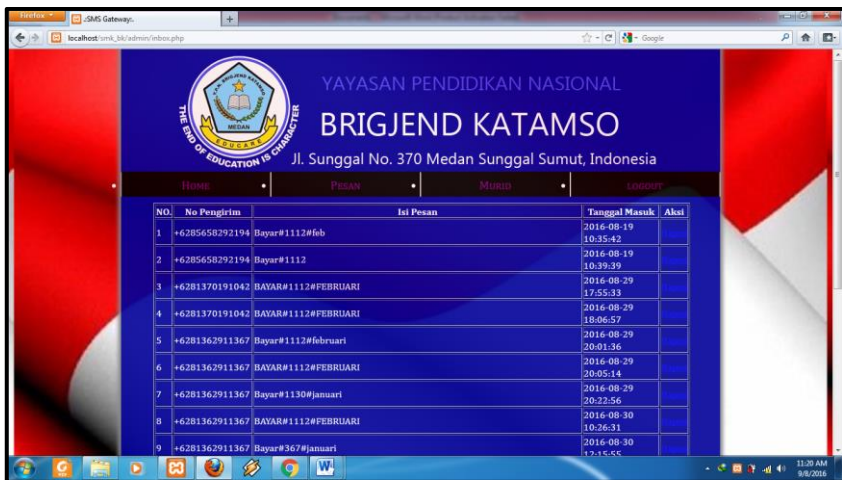 Firefox
.:SMS Gateway:.
localhost/smk_bk/admin/inbox.php
Google
YAYASAN PENDIDIKAN NASIONAL
BRIGJEND KATAMSO
Jl. Sunggal No. 370 Medan Sunggal Sumut, Indonesia
Y.P.N. BRIGJEND KATAMSO
MEDAN
EDUCARE
THE END OF EDUCATION IS CHARACTER
HOME PESAN MURID LOGOUT
NO. No Pengirim Isi Pesan Tanggal Masuk Aksi
1 +6285658292194 Bayar#1112#feb 2016-08-19 10:35:42
2 +6285658292194 Bayar#1112 2016-08-19 10:39:39
3 +6281370191042 BAYAR#1112#FEBRUARI 2016-08-29 17:55:33
4 +6281370191042 BAYAR#1112#FEBRUARI 2016-08-29 18:06:57
5 +6281362911367 Bayar#1112#februari 2016-08-29 20:01:36
6 +6281362911367 BAYAR#1112#FEBRUARI 2016-08-29 20:05:14
7 +6281362911367 Bayar#1130#januari 2016-08-29 20:22:56
8 +6281362911367 BAYAR#1112#FEBRUARI 2016-08-30 10:26:31
9 +6281362911367 Bayar#367#januari 2016-08-30 12:15:55
11:20 AM
9/8/2016